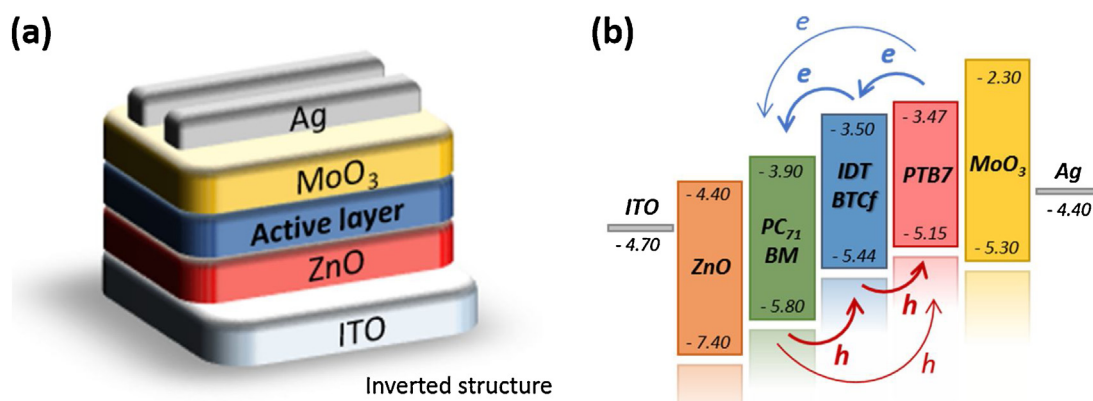 (a)
Ag
MoO3
Active layer
ZnO
ITO
Inverted structure
(b)
e
e
e
ITO
- 4.70
- 4.40
ZnO
- 7.40
- 3.90
PC71
BM
- 5.80
- 3.50
IDT
BTCf
- 5.44
- 3.47
PTB7
- 5.15
- 2.30
MoO3
- 5.30
Ag
- 4.40
h
h
h